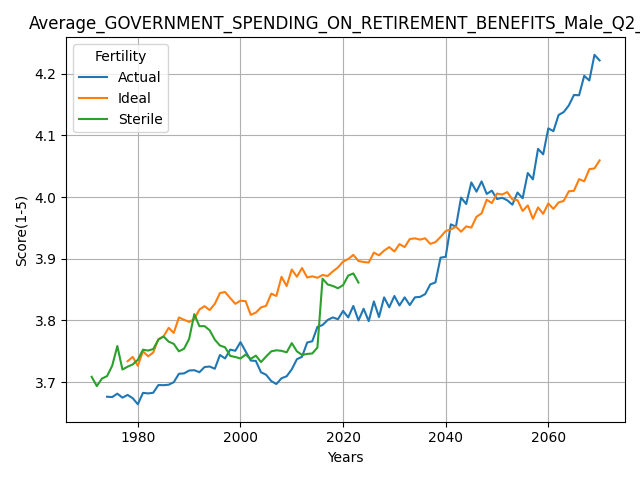 Average_GOVERNMENT_SPENDING_ON_RETIREMENT_BENEFITS_Male_Q2_
Fertility
Actual
Ideal
Sterile
Score(1-5)
4.2
4.1
4.0
3.9
3.8
3.7
1980 2000 2020 2040 2060
Years